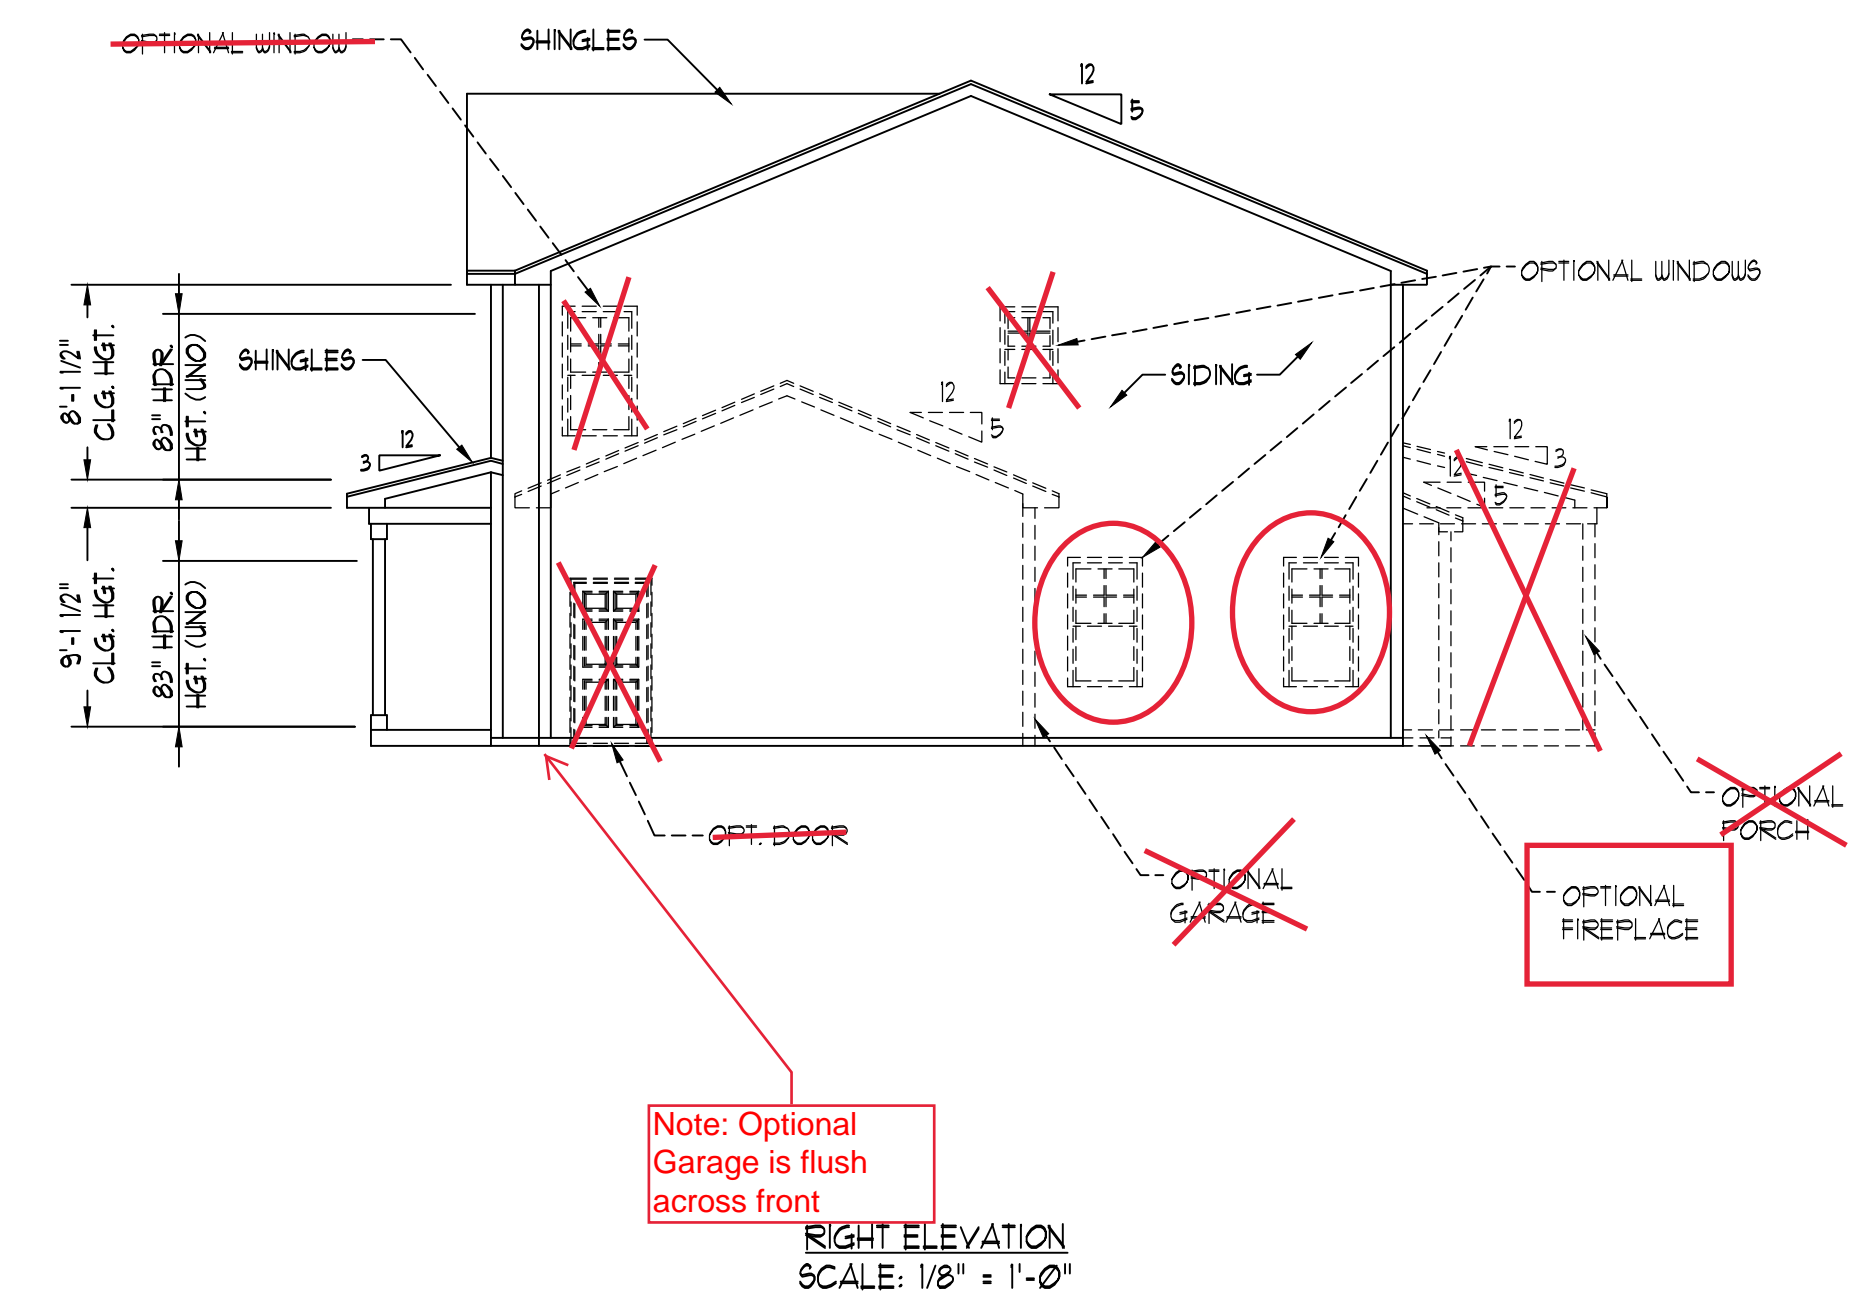 OPTIONAL WINDOW
SHINGLES
12
5
OPTIONAL WINDOWS
8'-1 1/2"
CLG. HGT.
83" HDR.
HGT. (UNO)
SHINGLES
SIDING
12
3
12
5
12
3
12
5
9'-1 1/2"
CLG. HGT.
83" HDR.
HGT. (UNO)
OPT. DOOR
OPTIONAL
GARAGE
OPTIONAL
PORCH
OPTIONAL
FIREPLACE
Note: Optional
Garage is flush
across front
RIGHT ELEVATION
SCALE: 1/8" = 1'-0"